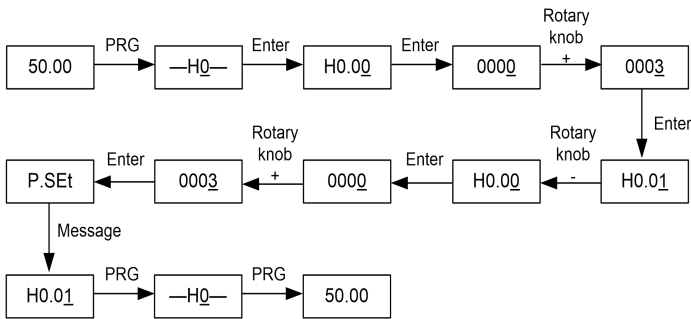 Rotary
knob
PRG Enter Enter +
50.00 —H0— H0.00 0000 0003
Enter
Enter Rotary knob + Enter Rotary knob -
P.SEt 0003 0000 H0.00 H0.01
Message
PRG PRG
H0.01 —H0— 50.00